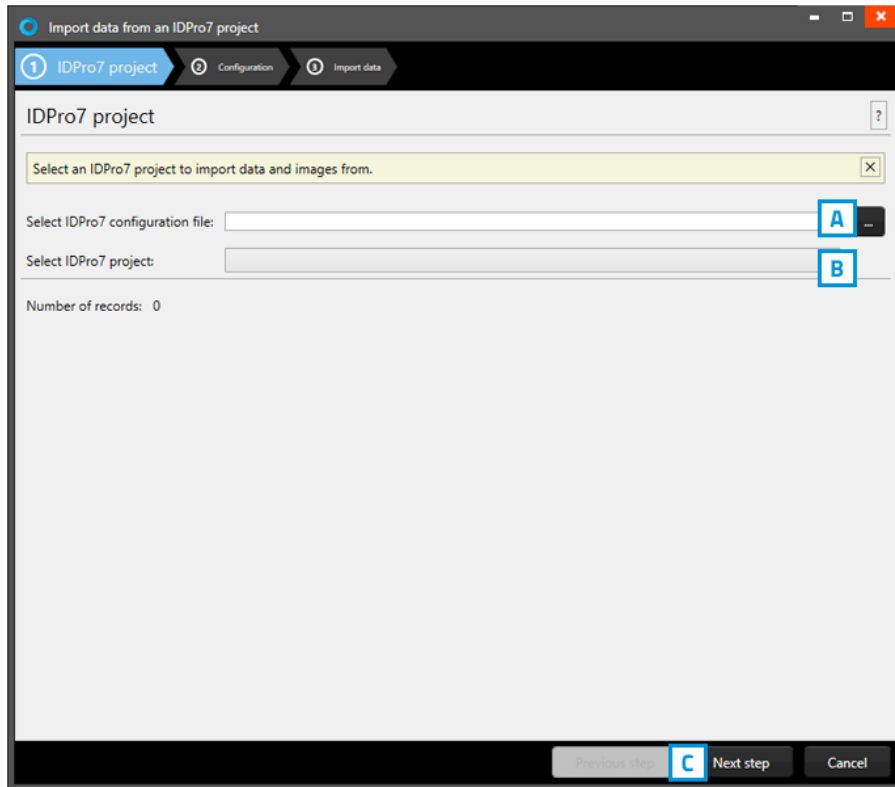 Import data from an IDPro7 project
1 IDPro7 project 2 Configuration 3 Import data
IDPro7 project ?
Select an IDPro7 project to import data and images from.
Select IDPro7 configuration file: A ...
Select IDPro7 project: B
Number of records: 0
Previous step C Next step Cancel